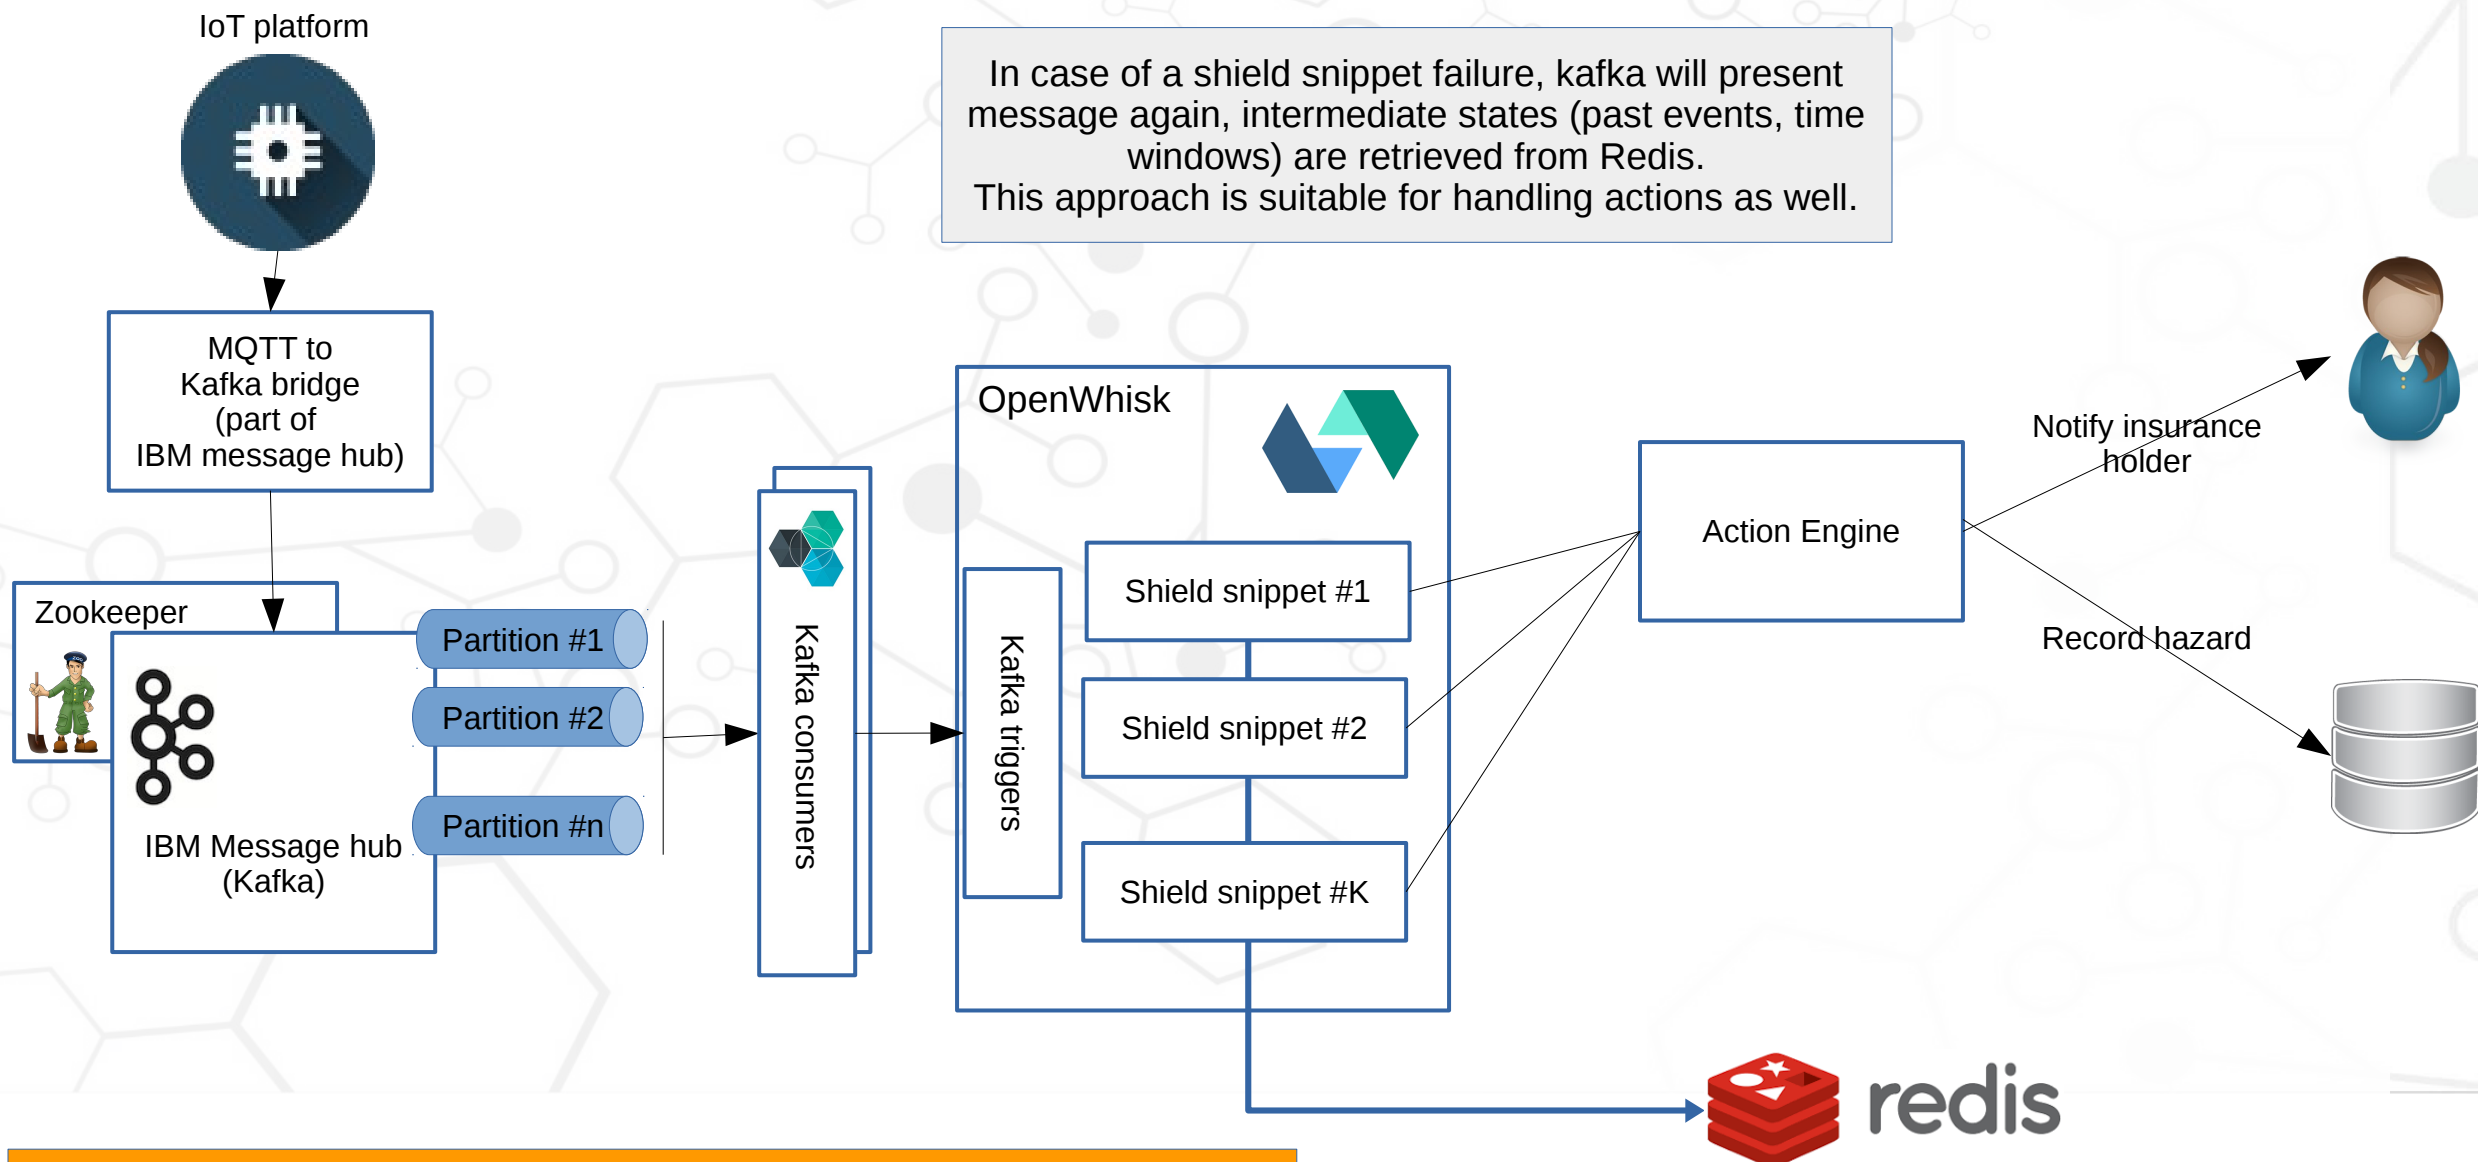 IoT platform
In case of a shield snippet failure, kafka will present
message again, intermediate states (past events, time
windows) are retrieved from Redis.
This approach is suitable for handling actions as well.
MQTT to
Kafka bridge
(part of
IBM message hub)
OpenWhisk
Notify insurance
holder
Action Engine
Shield snippet #1
Zookeeper
Partition #1
Record hazard
Partition #2
Kafka consumers
Kafka triggers
Shield snippet #2
Partition #n
IBM Message hub
(Kafka)
Shield snippet #K
redis